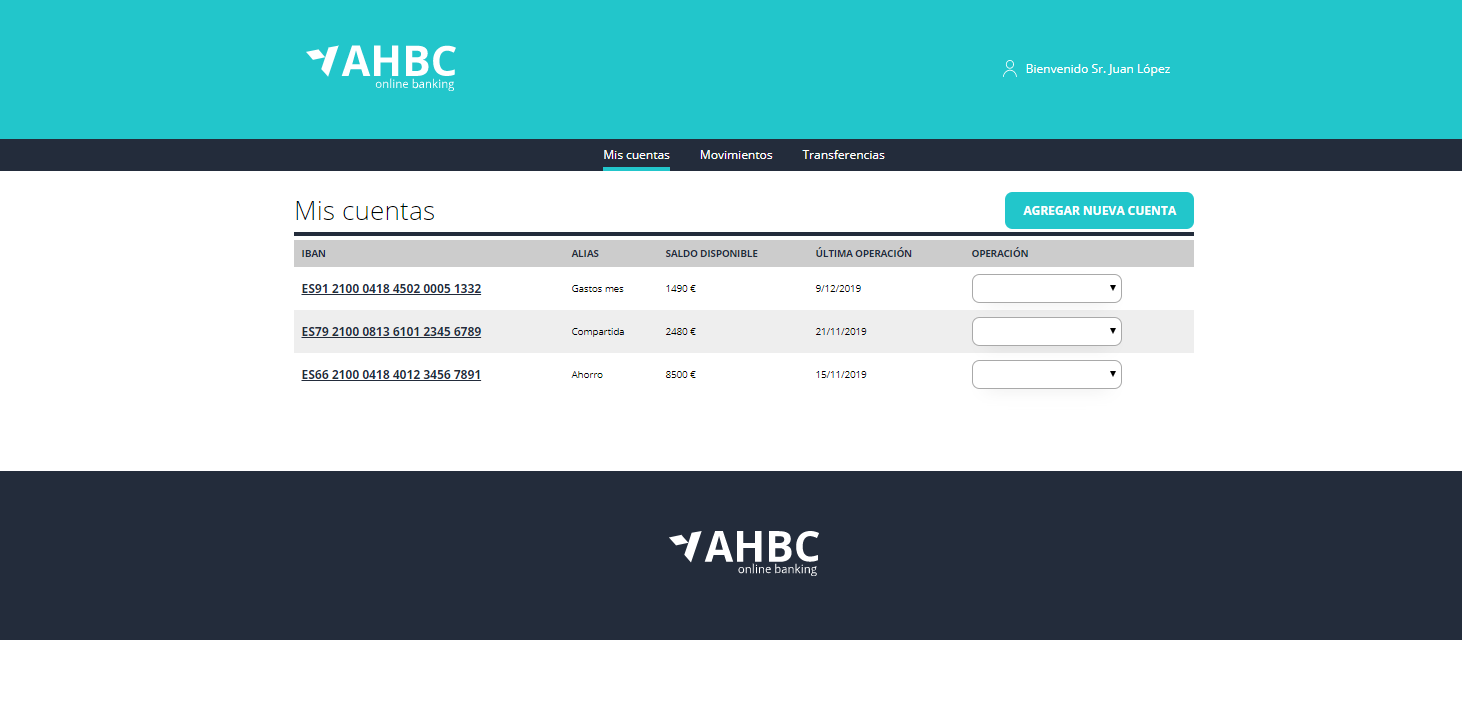 AHBC
online banking
Bienvenido Sr. Juan López
Mis cuentas Movimientos Transferencias
Mis cuentas
AGREGAR NUEVA CUENTA
IBAN ALIAS SALDO DISPONIBLE ÚLTIMA OPERACIÓN OPERACIÓN
ES91 2100 0418 4502 0005 1332 Gastos mes 1490 € 9/12/2019
ES79 2100 0813 6101 2345 6789 Compartida 2480 € 21/11/2019
ES66 2100 0418 4012 3456 7891 Ahorro 8500 € 15/11/2019
AHBC
online banking